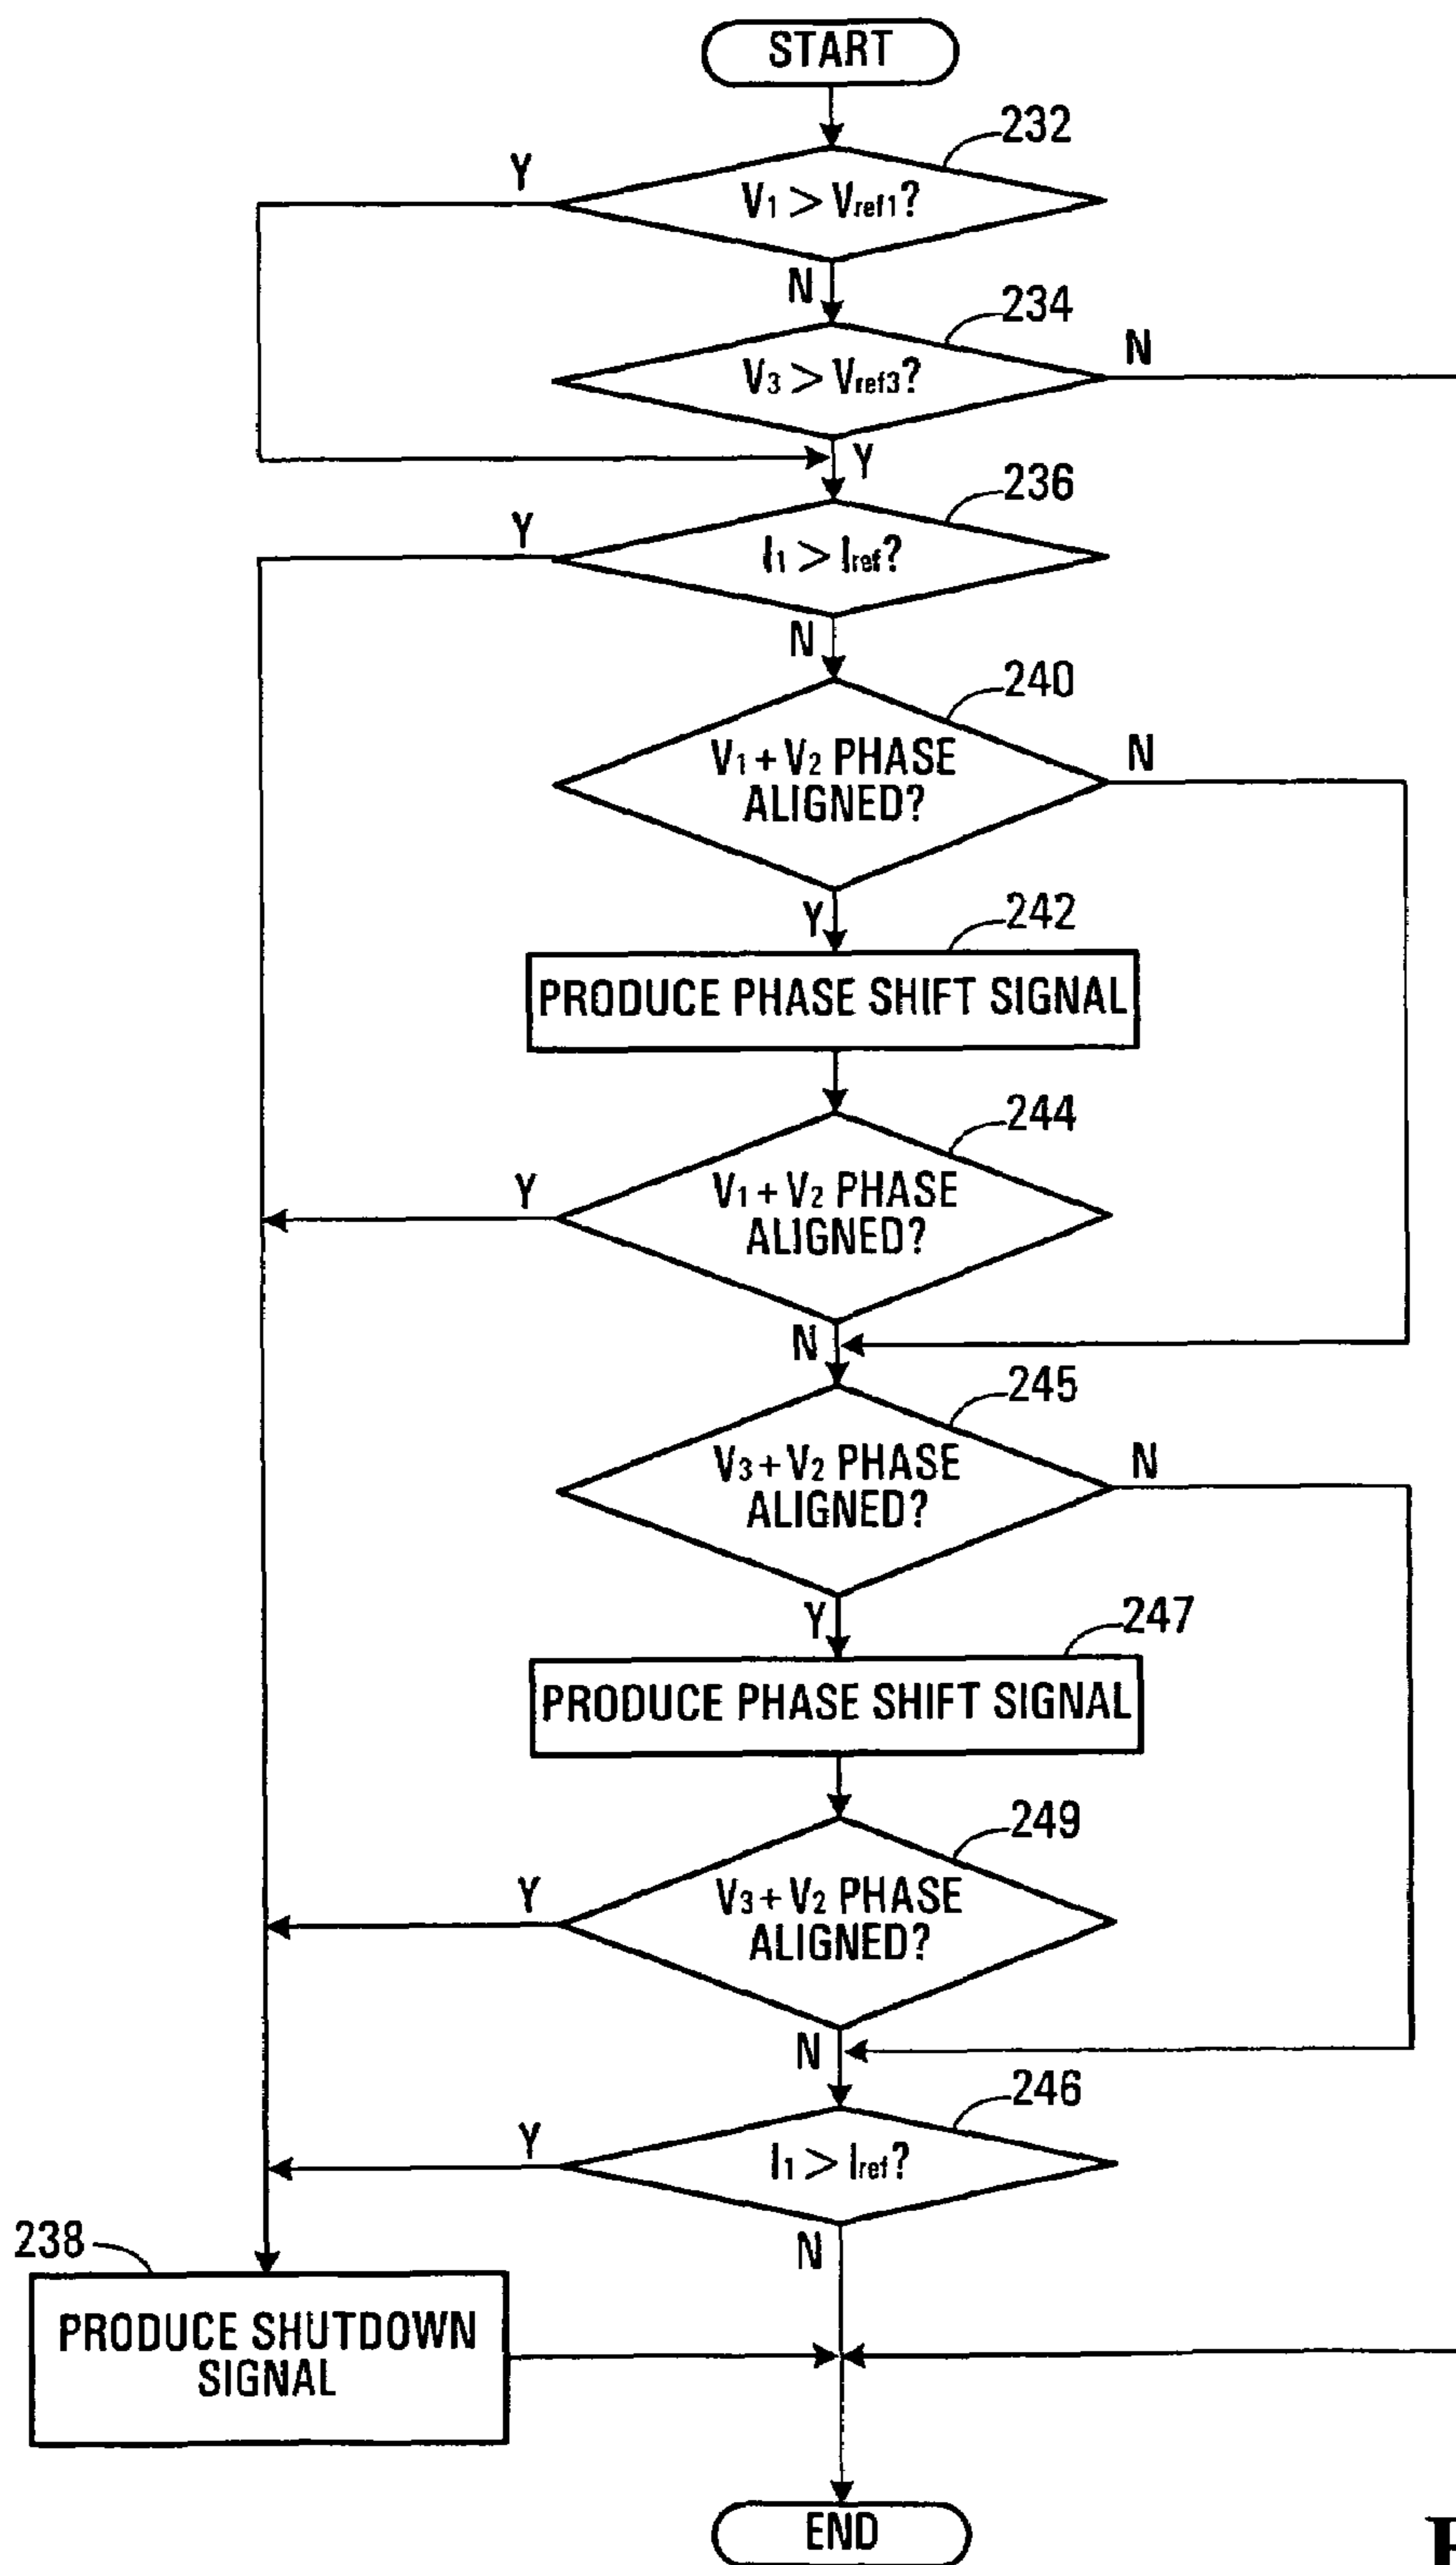 START
232
Y
V1 > Vref1?
N
234
N
V3 > Vref3?
Y
236
Y
I1 > Iref?
N
240
V1 + V2 PHASE
ALIGNED?
N
Y
242
PRODUCE PHASE SHIFT SIGNAL
244
Y
V1 + V2 PHASE
ALIGNED?
N
245
V3 + V2 PHASE
ALIGNED?
N
Y
247
PRODUCE PHASE SHIFT SIGNAL
249
Y
V3 + V2 PHASE
ALIGNED?
N
246
Y
I1 > Iref?
N
238
PRODUCE SHUTDOWN
SIGNAL
END